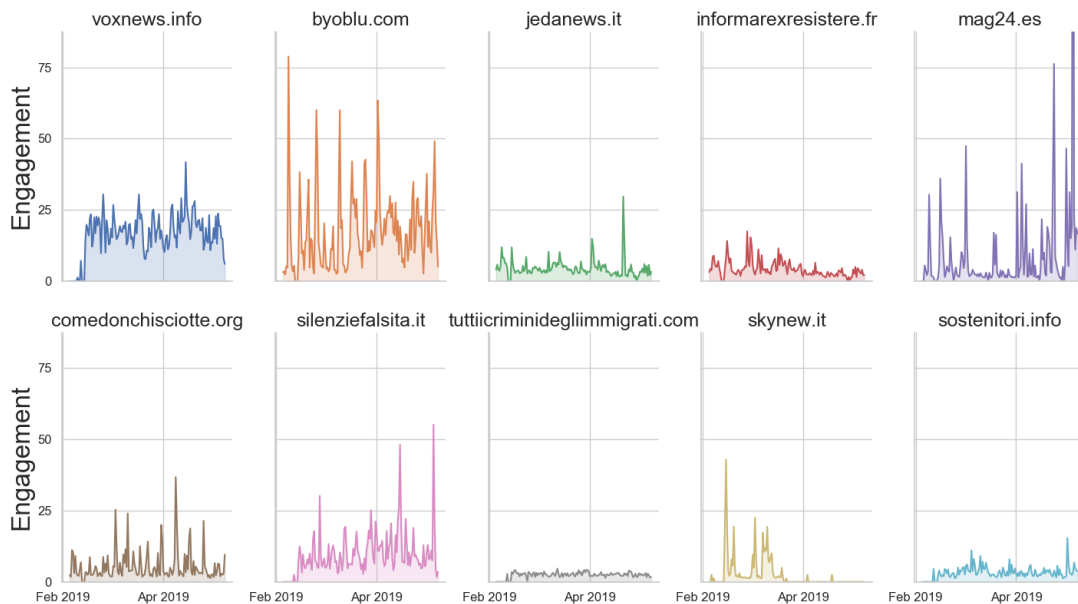 voxnews.info byoblu.com jedanews.it informarexresistere.fr mag24.es
Engagement
75
50
25
0
comedonchisciotte.org silenziefalsita.it tuttiicriminidegliimmigrati.com skynew.it sostenitori.info
Engagement
75
50
25
0
Feb 2019 Apr 2019 Feb 2019 Apr 2019 Feb 2019 Apr 2019 Feb 2019 Apr 2019 Feb 2019 Apr 2019